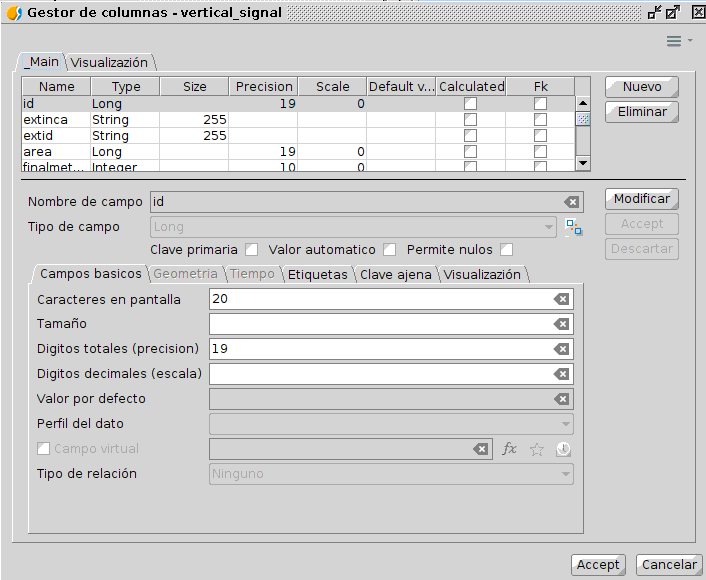 Gestor de columnas - vertical_signal
_Main Visualización
Name Type Size Precision Scale Default v... Calculated Fk
id Long 19 0
extinca String 255
extid String 255
area Long 19 0
finalmet... Integer 10 0
Nuevo
Eliminar
Nombre de campo id
Tipo de campo Long
Clave primaria Valor automatico Permite nulos
Modificar
Accept
Descartar
Campos basicos Geometria Tiempo Etiquetas Clave ajena Visualización
Caracteres en pantalla 20
Tamaño
Digitos totales (precision) 19
Digitos decimales (escala)
Valor por defecto
Perfil del dato
Campo virtual fx
Tipo de relación Ninguno
Accept Cancelar